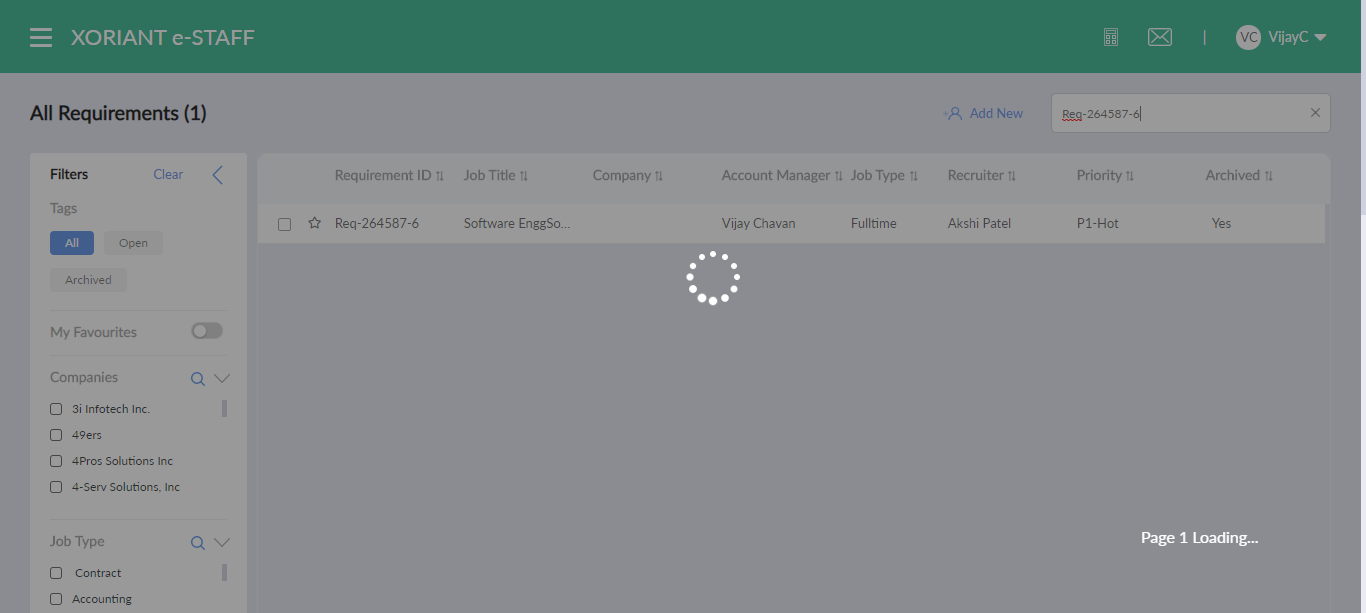 XORIANT e-STAFF
|
VC VijayC
All Requirements (1)
Add New
Req-264587-6
Filters
Clear
Tags
All
Open
Archived
My Favourites
Companies
3i Infotech Inc.
49ers
4Pros Solutions Inc
4-Serv Solutions, Inc
Job Type
Contract
Accounting
Requirement ID Job Title Company Account Manager Job Type Recruiter Priority Archived
Req-264587-6 Software EnggSo... Vijay Chavan Fulltime Akshi Patel P1-Hot Yes
Page 1 Loading...